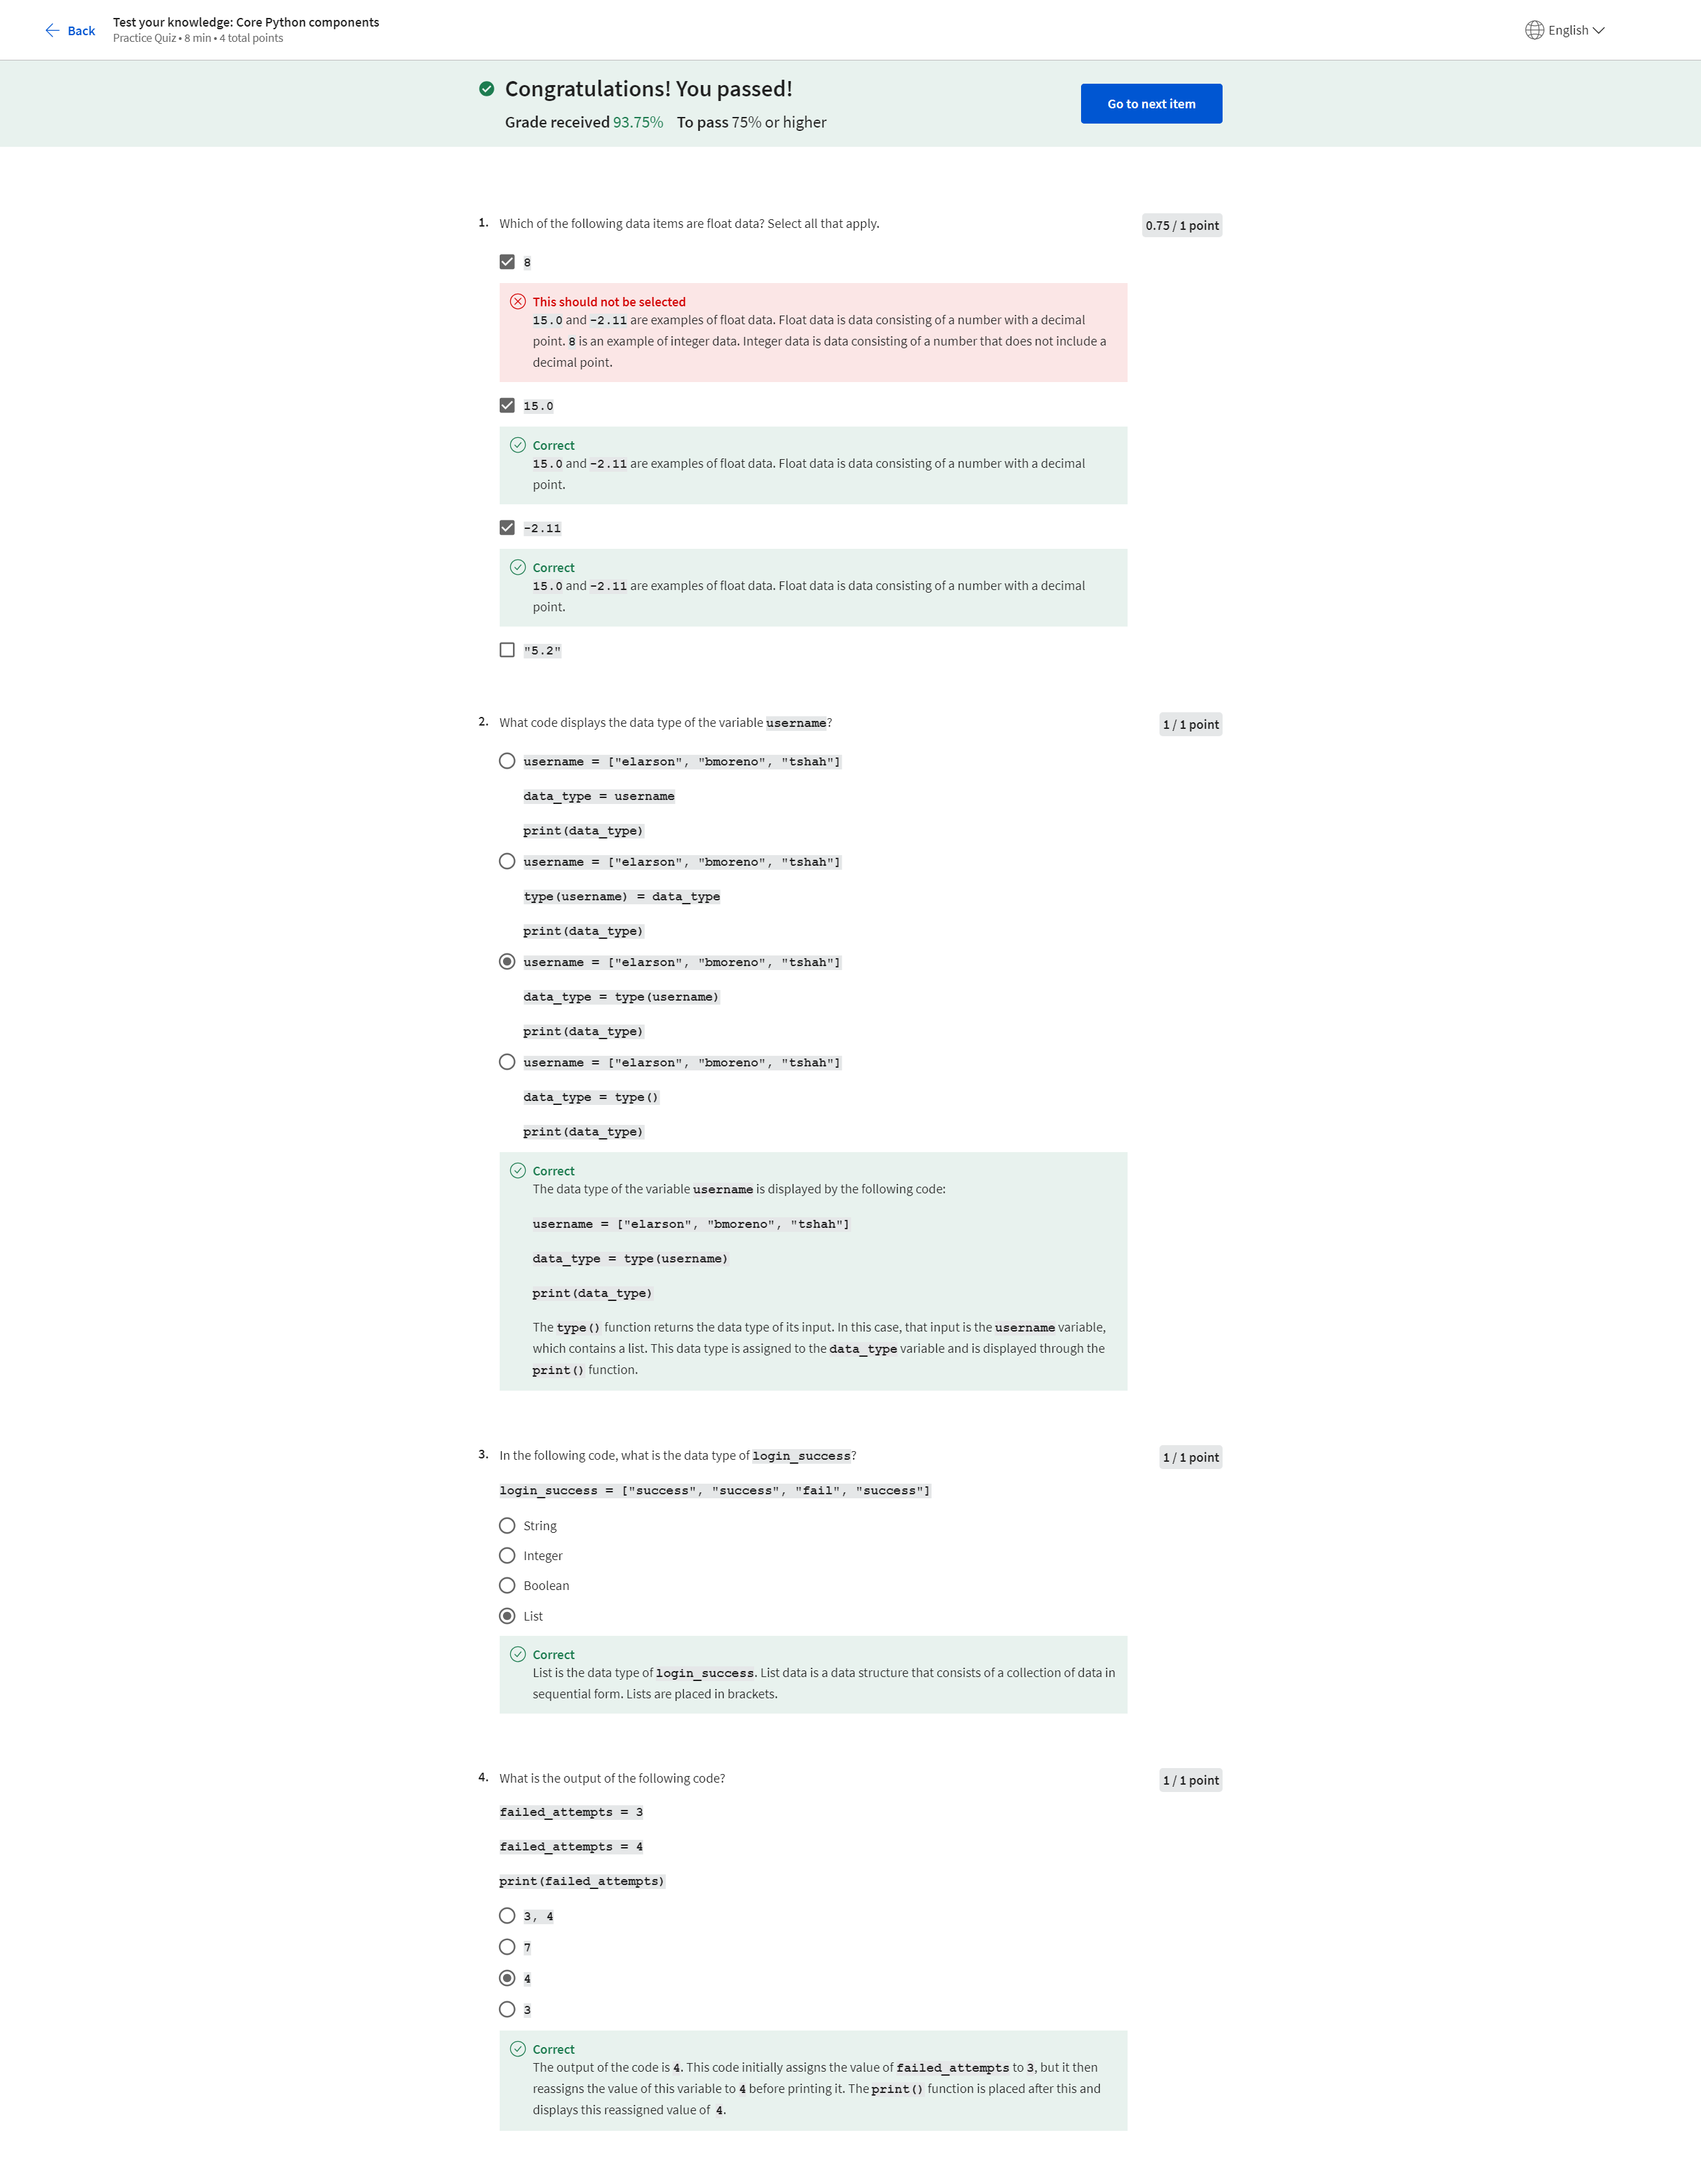 Back
Test your knowledge: Core Python components
Practice Quiz • 8 min • 4 total points
English
Congratulations! You passed!
Grade received 93.75% To pass 75% or higher
Go to next item
1. Which of the following data items are float data? Select all that apply.
0.75 / 1 point
8
This should not be selected
15.0 and -2.11 are examples of float data. Float data is data consisting of a number with a decimal
point. 8 is an example of integer data. Integer data is data consisting of a number that does not include a
decimal point.
15.0
Correct
15.0 and -2.11 are examples of float data. Float data is data consisting of a number with a decimal
point.
-2.11
Correct
15.0 and -2.11 are examples of float data. Float data is data consisting of a number with a decimal
point.
"5.2"
2. What code displays the data type of the variable username?
1 / 1 point
username = ["elarson", "bmoreno", "tshah"]
data_type = username
print(data_type)
username = ["elarson", "bmoreno", "tshah"]
type(username) = data_type
print(data_type)
username = ["elarson", "bmoreno", "tshah"]
data_type = type(username)
print(data_type)
username = ["elarson", "bmoreno", "tshah"]
data_type = type()
print(data_type)
Correct
The data type of the variable username is displayed by the following code:
username = ["elarson", "bmoreno", "tshah"]
data_type = type(username)
print(data_type)
The type() function returns the data type of its input. In this case, that input is the username variable,
which contains a list. This data type is assigned to the data_type variable and is displayed through the
print() function.
3. In the following code, what is the data type of login_success?
1 / 1 point
login_success = ["success", "success", "fail", "success"]
String
Integer
Boolean
List
Correct
List is the data type of login_success. List data is a data structure that consists of a collection of data in
sequential form. Lists are placed in brackets.
4. What is the output of the following code?
1 / 1 point
failed_attempts = 3
failed_attempts = 4
print(failed_attempts)
3, 4
7
4
3
Correct
The output of the code is 4. This code initially assigns the value of failed_attempts to 3, but it then
reassigns the value of this variable to 4 before printing it. The print() function is placed after this and
displays this reassigned value of 4.